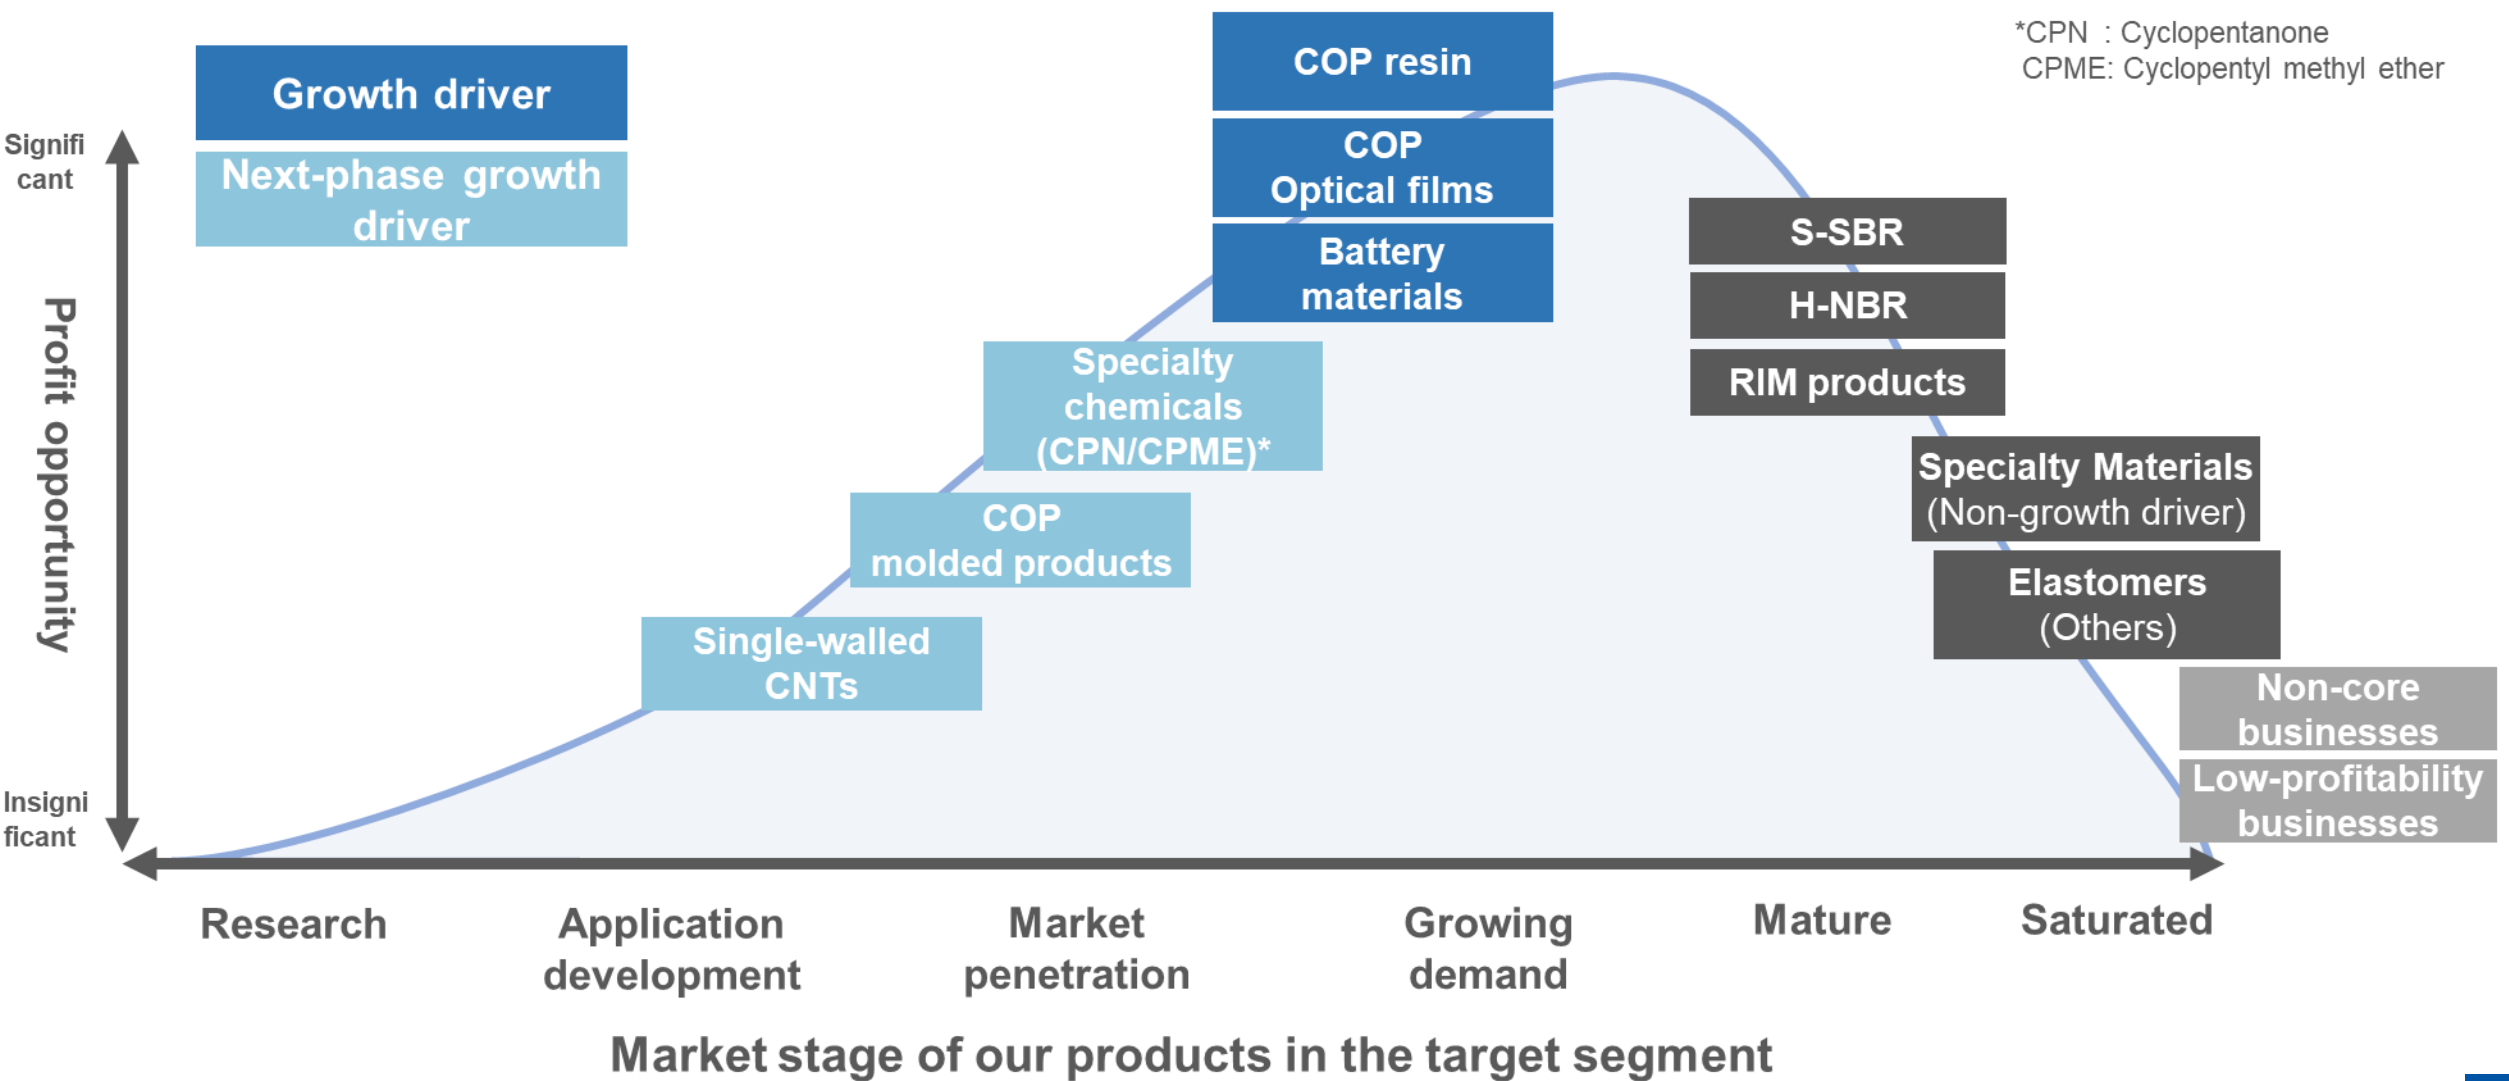 *CPN : Cyclopentanone
CPME: Cyclopentyl methyl ether
Growth driver
Next-phase growth
driver
Signifi
cant
Profit opportunity
Insigni
ficant
COP resin
COP
Optical films
Battery
materials
Specialty
chemicals
(CPN/CPME)*
COP
molded products
Single-walled
CNTs
S-SBR
H-NBR
RIM products
Specialty Materials
(Non-growth driver)
Elastomers
(Others)
Non-core
businesses
Low-profitability
businesses
Research
Application
development
Market
penetration
Growing
demand
Mature
Saturated
Market stage of our products in the target segment